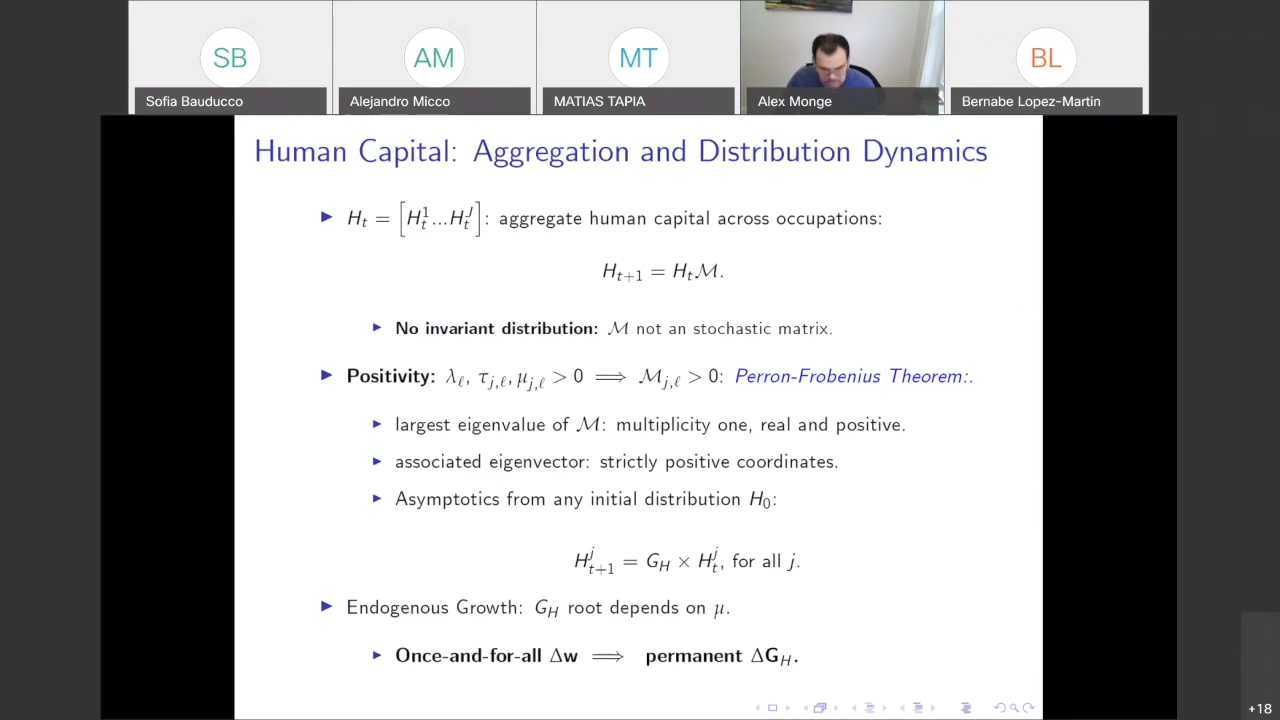 SB
AM
MT
BL
Sofia Bauducco
Alejandro Micco
MATIAS TAPIA
Alex Monge
Bernabe Lopez-Martin
Human Capital: Aggregation and Distribution Dynamics
▶ H_t = [H_t^1 ... H_t^J]: aggregate human capital across occupations:
H_{t+1} = H_t ℳ.
▶ No invariant distribution: ℳ not an stochastic matrix.
▶ Positivity: λ_ℓ, τ_{j,ℓ}, μ_{j,ℓ} > 0 ⟹ ℳ_{j,ℓ} > 0: Perron-Frobenius Theorem:.
▶ largest eigenvalue of ℳ: multiplicity one, real and positive.
▶ associated eigenvector: strictly positive coordinates.
▶ Asymptotics from any initial distribution H_0:
H_{t+1}^j = G_H × H_t^j, for all j.
▶ Endogenous Growth: G_H root depends on μ.
▶ Once-and-for-all Δw ⟹ permanent ΔG_H.
+18